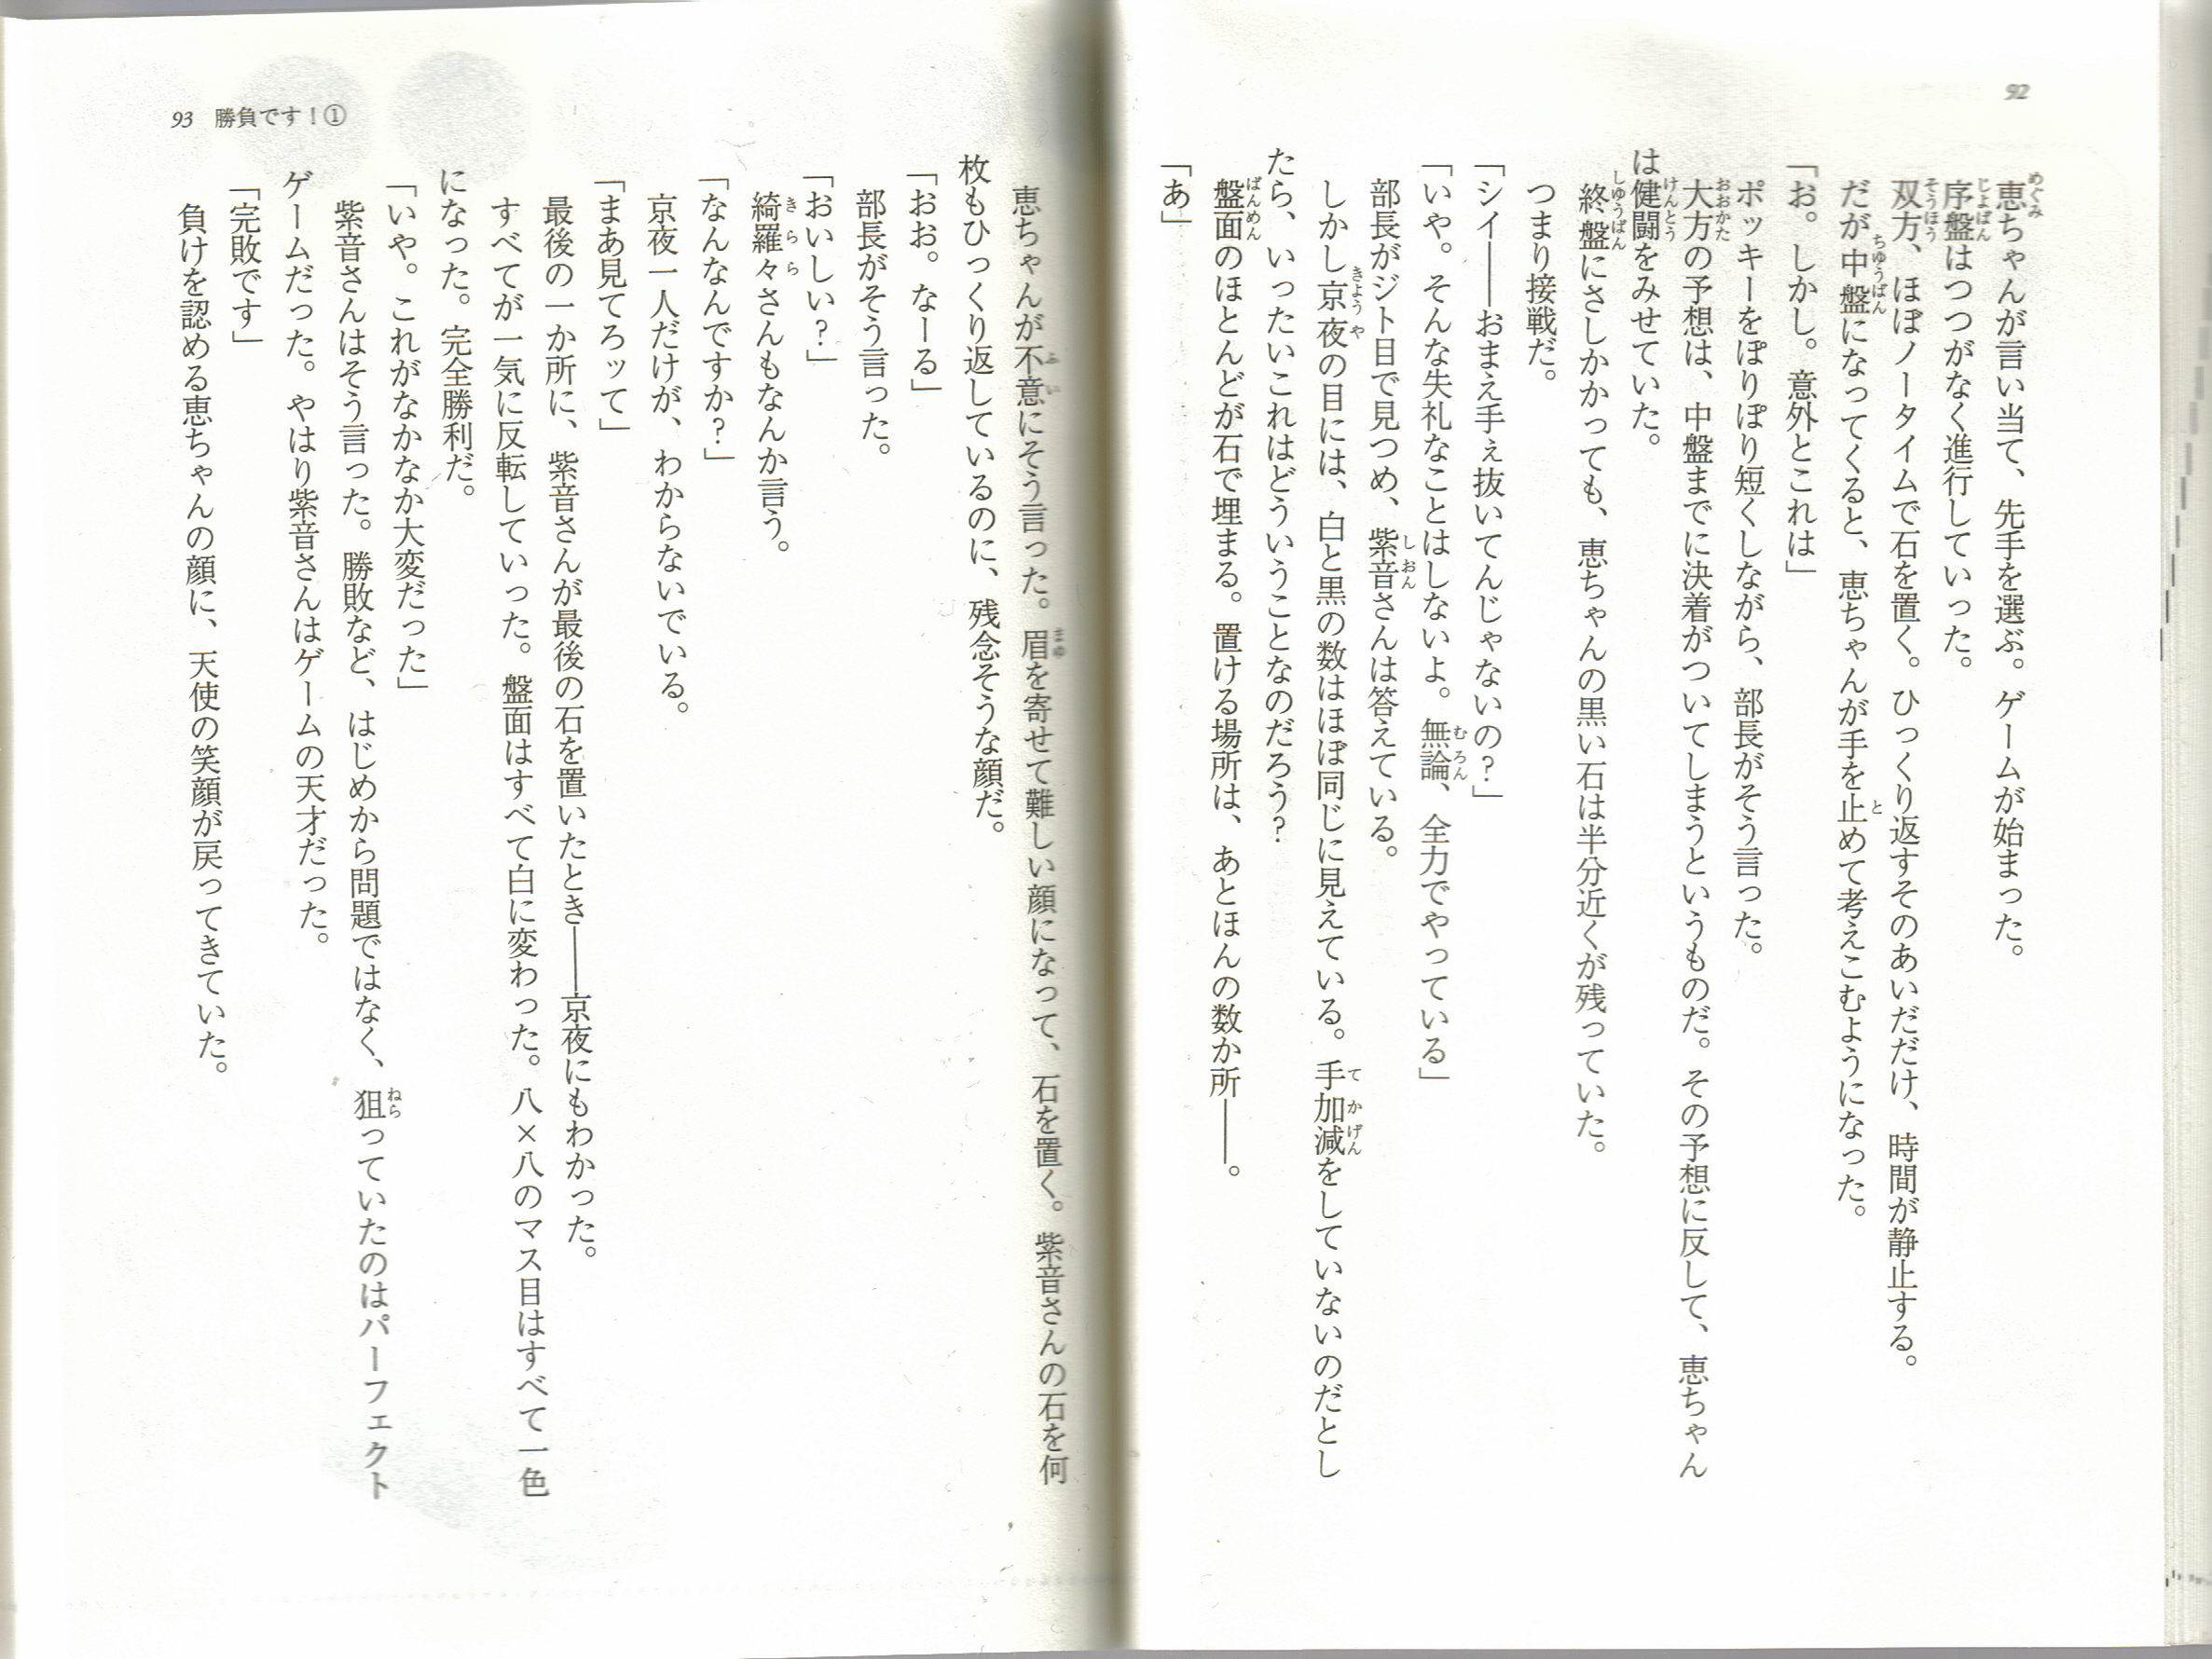 92
恵ちゃんが言い当て、先手を選ぶ。ゲームが始まった。
序盤はつつがなく進行していった。
双方、ほぼノータイムで石を置く。ひっくり返すそのあいだだけ、時間が静止する。
だが中盤になってくると、恵ちゃんが手を止めて考えこむようになった。
「お。しかし。意外とこれは」
ポッキーをぽりぽり短くしながら、部長がそう言った。
大方の予想は、中盤までに決着がついてしまうというものだ。その予想に反して、恵ちゃん
は健闘をみせていた。
終盤にさしかかっても、恵ちゃんの黒い石は半分近くが残っていた。
つまり接戦だ。
「シイ――おまえ手ぇ抜いてんじゃないの？」
「いや。そんな失礼なことはしないよ。無論、全力でやっている」
部長がジト目で見つめ、紫音さんは答えている。
しかし京夜の目には、白と黒の数はほぼ同じに見えている。手加減をしていないのだとし
たら、いったいこれはどういうことなのだろう？
盤面のほとんどが石で埋まる。置ける場所は、あとほんの数か所――。
「あ」
恵ちゃんが不意にそう言った。眉を寄せて難しい顔になって、石を置く。紫音さんの石を何
枚もひっくり返しているのに、残念そうな顔だ。
「おお。なーる」
部長がそう言った。
「おいしい？」
綺羅々さんもなんか言う。
「なんなんですか？」
京夜一人だけが、わからないでいる。
「まあ見てろッて」
最後の一か所に、紫音さんが最後の石を置いたとき――京夜にもわかった。
すべてが一気に反転していった。盤面はすべて白に変わった。八×八のマス目はすべて一色
になった。完全勝利だ。
「いや。これがなかなか大変だった」
紫音さんはそう言った。勝敗など、はじめから問題ではなく、狙っていたのはパーフェクト
ゲームだった。やはり紫音さんはゲームの天才だった。
「完敗です」
負けを認める恵ちゃんの顔に、天使の笑顔が戻ってきていた。
93 勝負です！①